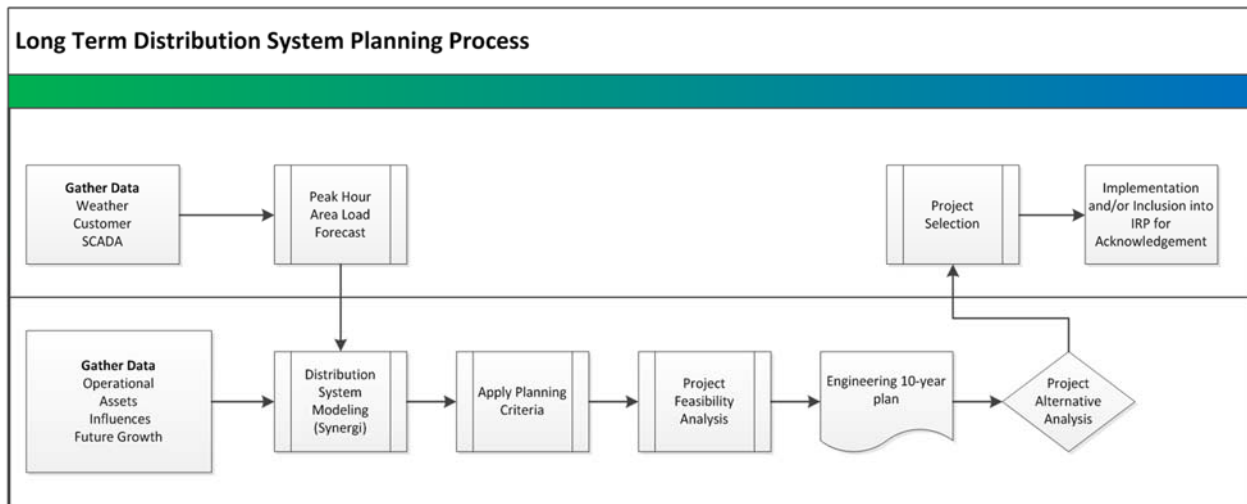 Long Term Distribution System Planning Process
Gather Data
Weather
Customer
SCADA
Peak Hour
Area Load
Forecast
Project
Selection
Implementation
and/or Inclusion into
IRP for
Acknowledgement
Gather Data
Operational
Assets
Influences
Future Growth
Distribution
System
Modeling
(Synergi)
Apply Planning
Criteria
Project
Feasibility
Analysis
Engineering 10-year
plan
Project
Alternative
Analysis